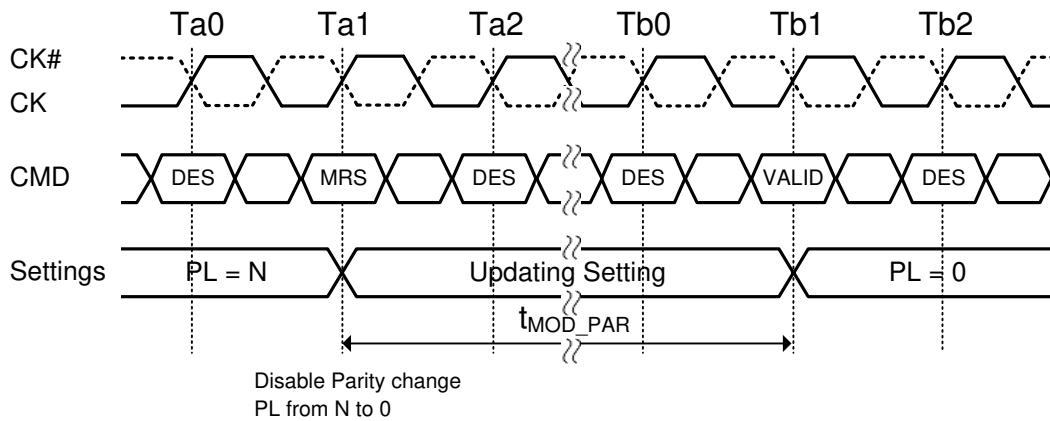 Ta0 Ta1 Ta2 Tb0 Tb1 Tb2
CK#
CK
CMD DES MRS DES DES VALID DES
Settings PL = N Updating Setting PL = 0
tMOD_PAR
Disable Parity change
PL from N to 0